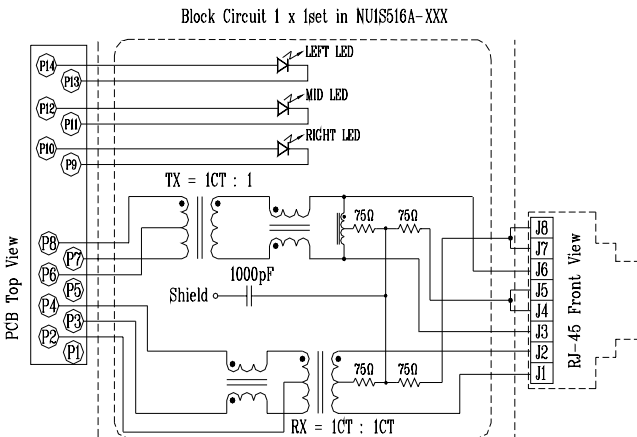 Block Circuit 1 x 1set in NU1S516A-XXX
P14
LEFT LED
P13
P12
MID LED
P11
P10
RIGHT LED
P9
TX = 1CT : 1
75Ω 75Ω
P8
P7
P6
P5
P4
P3
P2
P1
1000pF
Shield
75Ω 75Ω
RX = 1CT : 1CT
J8
J7
J6
J5
J4
J3
J2
J1
PCB Top View
RJ-45 Front View